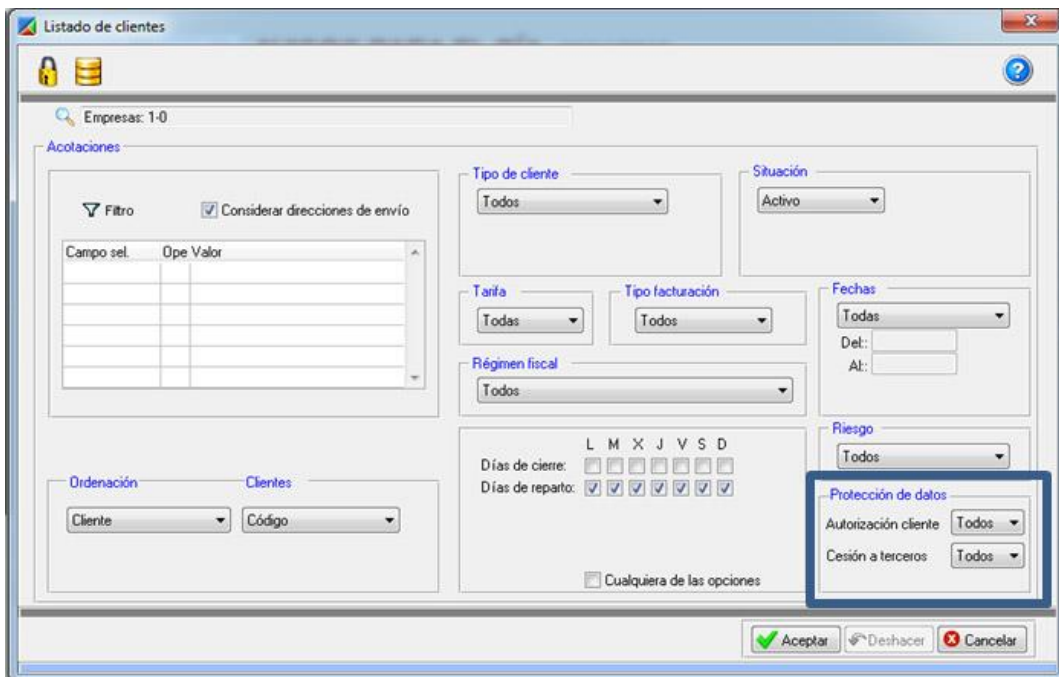 Listado de clientes
Empresas: 1-0
Acotaciones
Filtro
Considerar direcciones de envío
Campo sel. Ope Valor
Tipo de cliente
Todos
Situación
Activo
Tarifa
Todas
Tipo facturación
Todos
Fechas
Todas
Del::
Al::
Régimen fiscal
Todos
L M X J V S D
Días de cierre:
Días de reparto:
Cualquiera de las opciones
Riesgo
Todos
Ordenación
Cliente
Clientes
Código
Protección de datos
Autorización cliente Todos
Cesión a terceros Todos
Aceptar Deshacer Cancelar